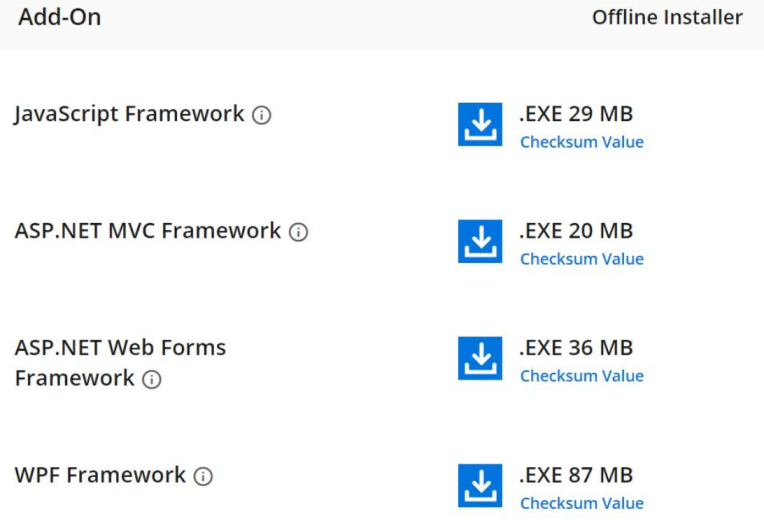 Add-On Offline Installer
JavaScript Framework
.EXE 29 MB
Checksum Value
ASP.NET MVC Framework
.EXE 20 MB
Checksum Value
ASP.NET Web Forms
Framework
.EXE 36 MB
Checksum Value
WPF Framework
.EXE 87 MB
Checksum Value